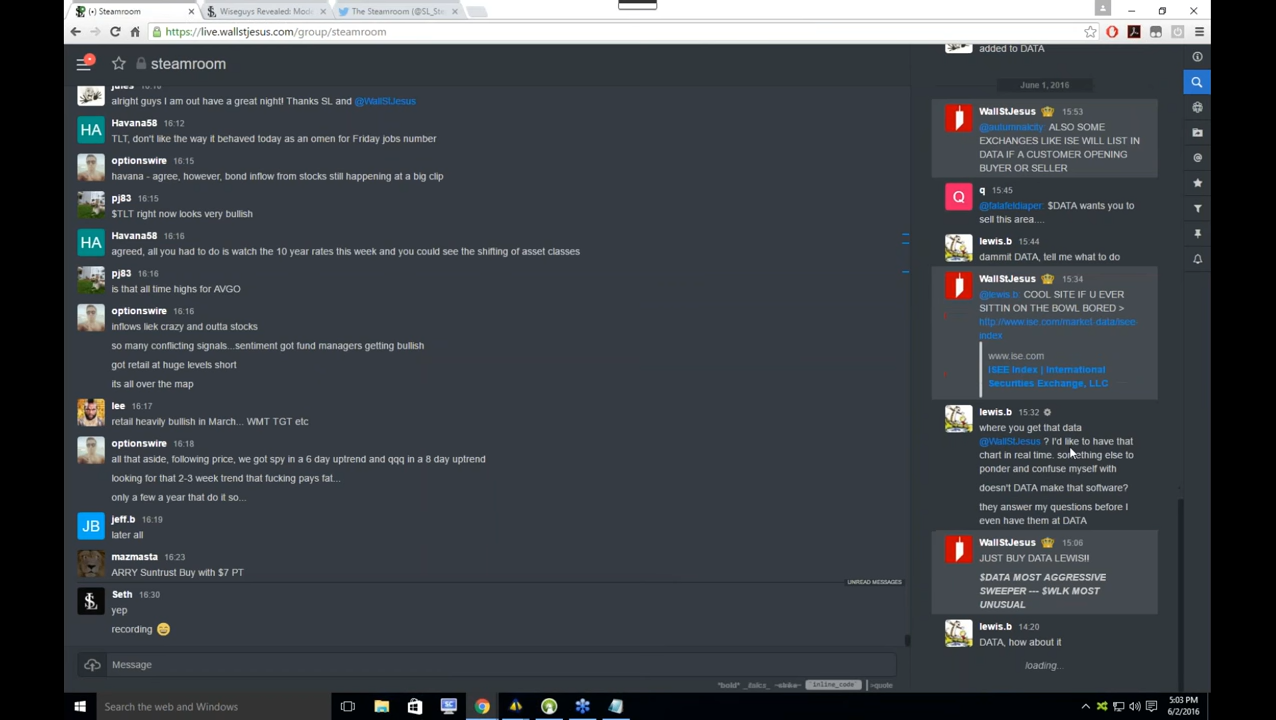 (•) Steamroom
Wiseguys Revealed: Mode
The Steamroom (@SL_Ste
https://live.wallstjesus.com/group/steamroom
steamroom
jules 16:10
alright guys I am out have a great night! Thanks SL and @WallStJesus
HA
Havana58 16:12
TLT, don't like the way it behaved today as an omen for Friday jobs number
optionswire 16:15
havana - agree, however, bond inflow from stocks still happening at a big clip
pj83 16:15
$TLT right now looks very bullish
HA
Havana58 16:16
agreed, all you had to do is watch the 10 year rates this week and you could see the shifting of asset classes
pj83 16:16
is that all time highs for AVGO
optionswire 16:16
inflows liek crazy and outta stocks
so many conflicting signals...sentiment got fund managers getting bullish
got retail at huge levels short
its all over the map
lee 16:17
retail heavily bullish in March... WMT TGT etc
optionswire 16:18
all that aside, following price, we got spy in a 6 day uptrend and qqq in a 8 day uptrend
looking for that 2-3 week trend that fucking pays fat...
only a few a year that do it so...
JB
jeff.b 16:19
later all
mazmasta 16:23
ARRY Suntrust Buy with $7 PT
UNREAD MESSAGES
Seth 16:30
yep
recording
Message
*bold* _italics_ ~strike~ inline_code >quote
added to DATA
June 1, 2016
WallStJesus 15:53
@autumnalcity: ALSO SOME
EXCHANGES LIKE ISE WILL LIST IN
DATA IF A CUSTOMER OPENING
BUYER OR SELLER
Q
q 15:45
@falafeldiaper: $DATA wants you to
sell this area....
lewis.b 15:44
dammit DATA, tell me what to do
WallStJesus 15:34
@lewis.b: COOL SITE IF U EVER
SITTIN ON THE BOWL BORED >
http://www.ise.com/market-data/isee-
index
www.ise.com
ISEE Index | International
Securities Exchange, LLC
lewis.b 15:32
where you get that data
@WallStJesus ? I'd like to have that
chart in real time. something else to
ponder and confuse myself with
doesn't DATA make that software?
they answer my questions before I
even have them at DATA
WallStJesus 15:06
JUST BUY DATA LEWIS!!
$DATA MOST AGGRESSIVE
SWEEPER --- $WLK MOST
UNUSUAL
lewis.b 14:20
DATA, how about it
loading...
Search the web and Windows
5:03 PM
6/2/2016